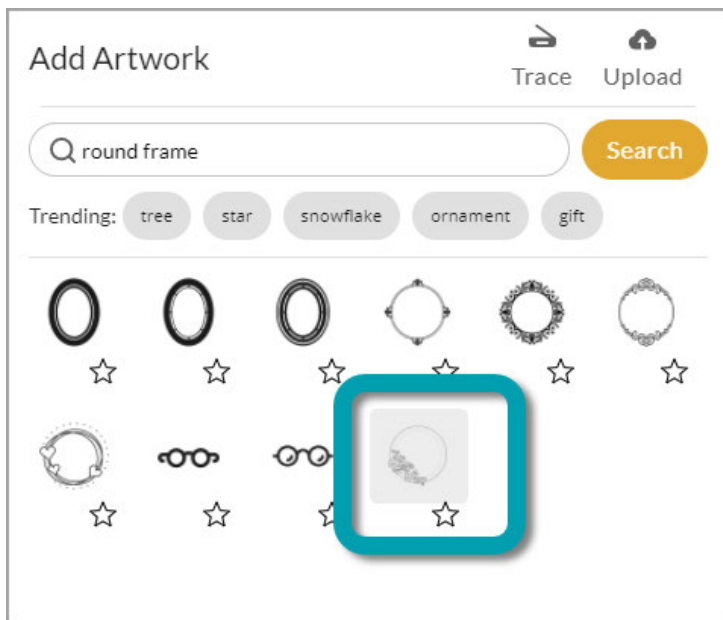 Add Artwork
Trace Upload
round frame Search
Trending: tree star snowflake ornament gift